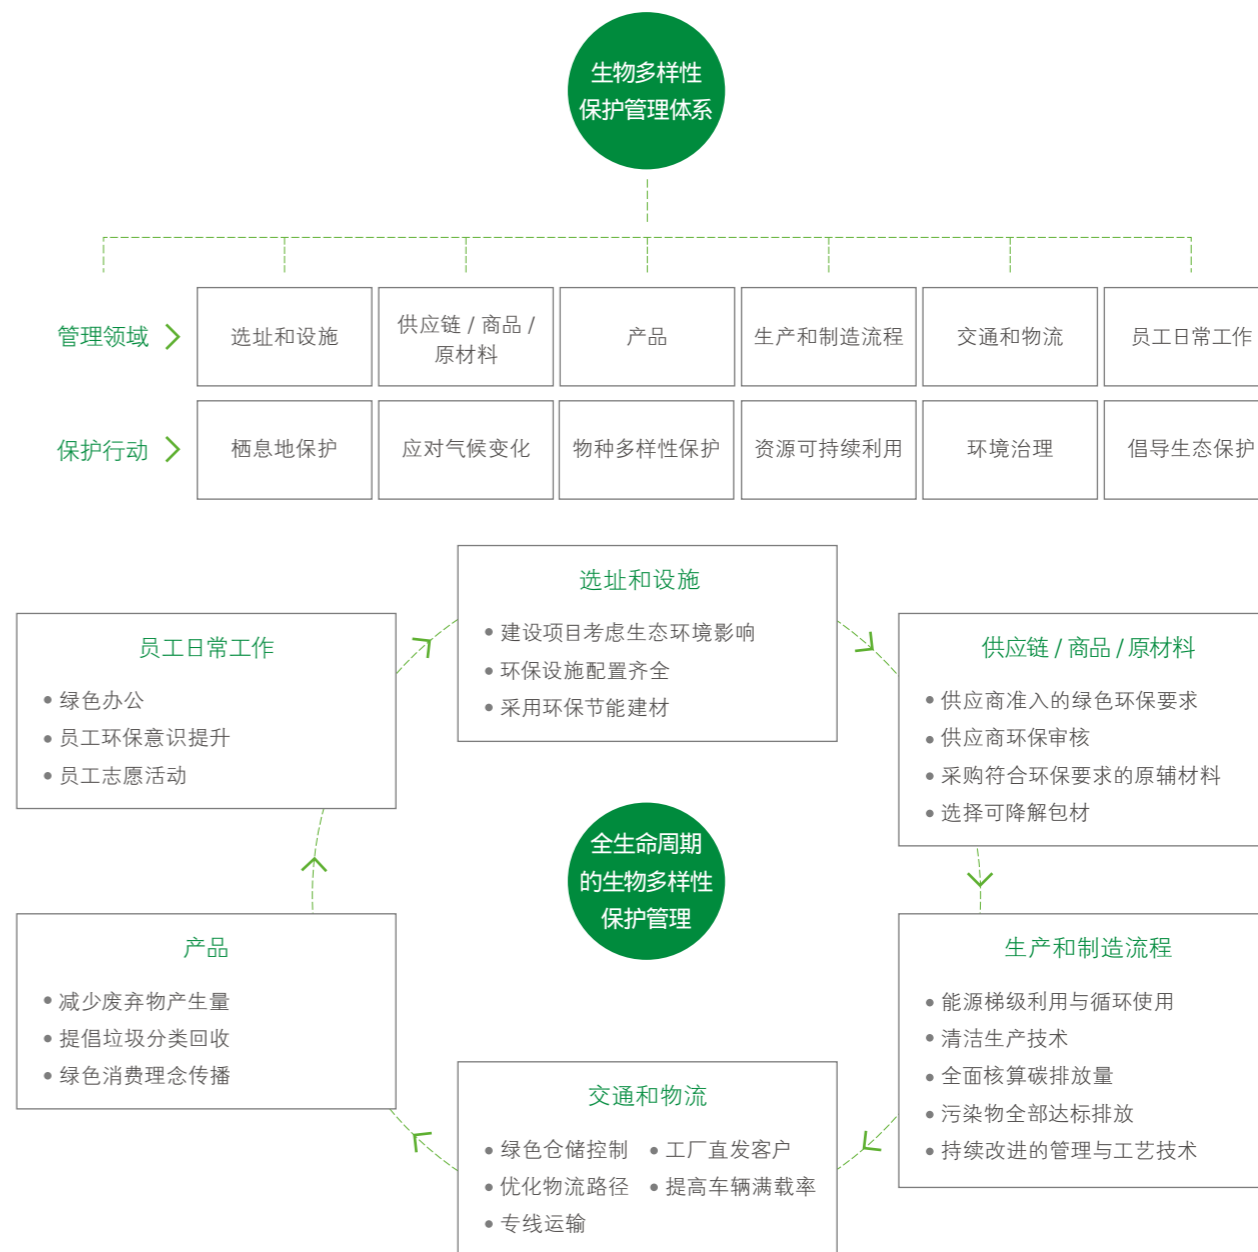 生物多样性
保护管理体系
管理领域
选址和设施
供应链 / 商品 /
原材料
产品
生产和制造流程
交通和物流
员工日常工作
保护行动
栖息地保护
应对气候变化
物种多样性保护
资源可持续利用
环境治理
倡导生态保护
选址和设施
• 建设项目考虑生态环境影响
• 环保设施配置齐全
• 采用环保节能建材
员工日常工作
• 绿色办公
• 员工环保意识提升
• 员工志愿活动
供应链 / 商品 / 原材料
• 供应商准入的绿色环保要求
• 供应商环保审核
• 采购符合环保要求的原辅材料
• 选择可降解包材
全生命周期
的生物多样性
保护管理
产品
• 减少废弃物产生量
• 提倡垃圾分类回收
• 绿色消费理念传播
生产和制造流程
• 能源梯级利用与循环使用
• 清洁生产技术
• 全面核算碳排放量
• 污染物全部达标排放
• 持续改进的管理与工艺技术
交通和物流
• 绿色仓储控制 • 工厂直发客户
• 优化物流路径 • 提高车辆满载率
• 专线运输